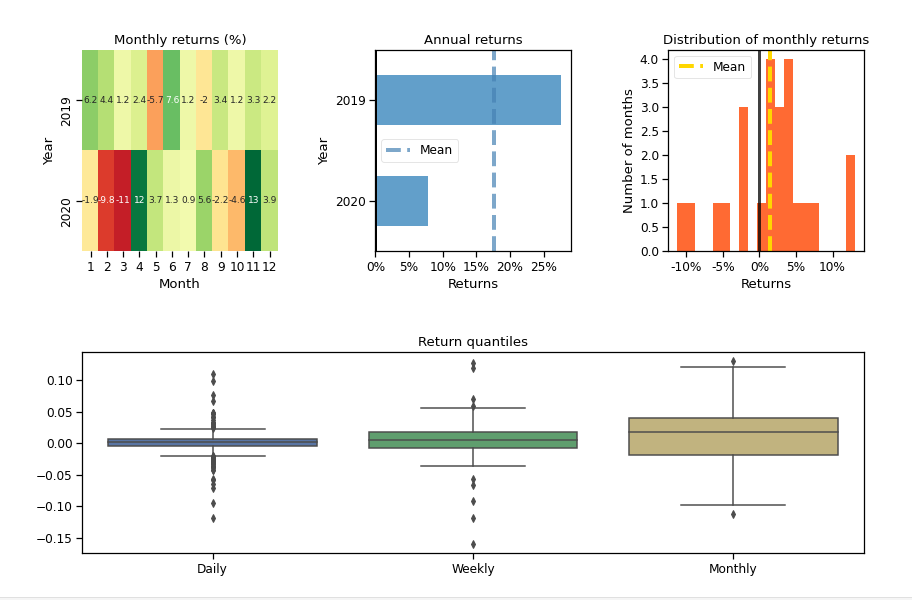 Monthly returns (%)
Year
2019
6.2 4.4 1.2 2.4 -5.7 7.6 1.2 -2 3.4 1.2 3.3 2.2
2020
-1.9 -9.8 -11 12 3.7 1.3 0.9 5.6 -2.2 -4.6 13 3.9
1 2 3 4 5 6 7 8 9 10 11 12
Month
Annual returns
Year
2019
Mean
2020
0% 5% 10% 15% 20% 25%
Returns
Distribution of monthly returns
Mean
Number of months
4.0
3.5
3.0
2.5
2.0
1.5
1.0
0.5
0.0
-10% -5% 0% 5% 10%
Returns
Return quantiles
0.10
0.05
0.00
−0.05
−0.10
−0.15
Daily Weekly Monthly